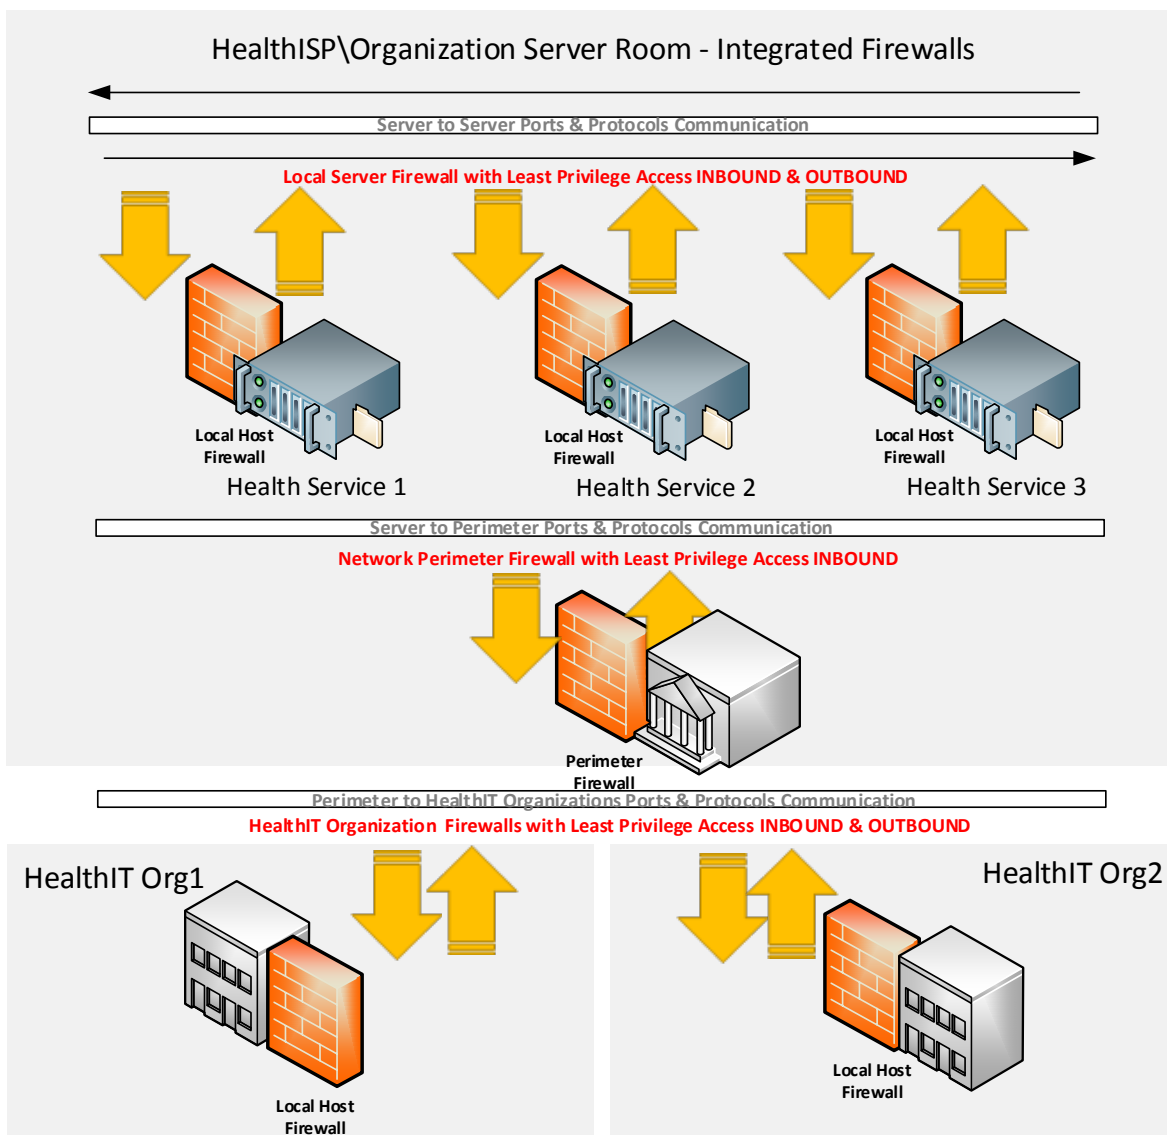 HealthISP\Organization Server Room - Integrated Firewalls
Server to Server Ports & Protocols Communication
Local Server Firewall with Least Privilege Access INBOUND & OUTBOUND
Local Host
Firewall
Health Service 1
Local Host
Firewall
Health Service 2
Local Host
Firewall
Health Service 3
Server to Perimeter Ports & Protocols Communication
Network Perimeter Firewall with Least Privilege Access INBOUND
Perimeter
Firewall
Perimeter to HealthIT Organizations Ports & Protocols Communication
HealthIT Organization  Firewalls with Least Privilege Access INBOUND & OUTBOUND
HealthIT Org1
Local Host
Firewall
HealthIT Org2
Local Host
Firewall